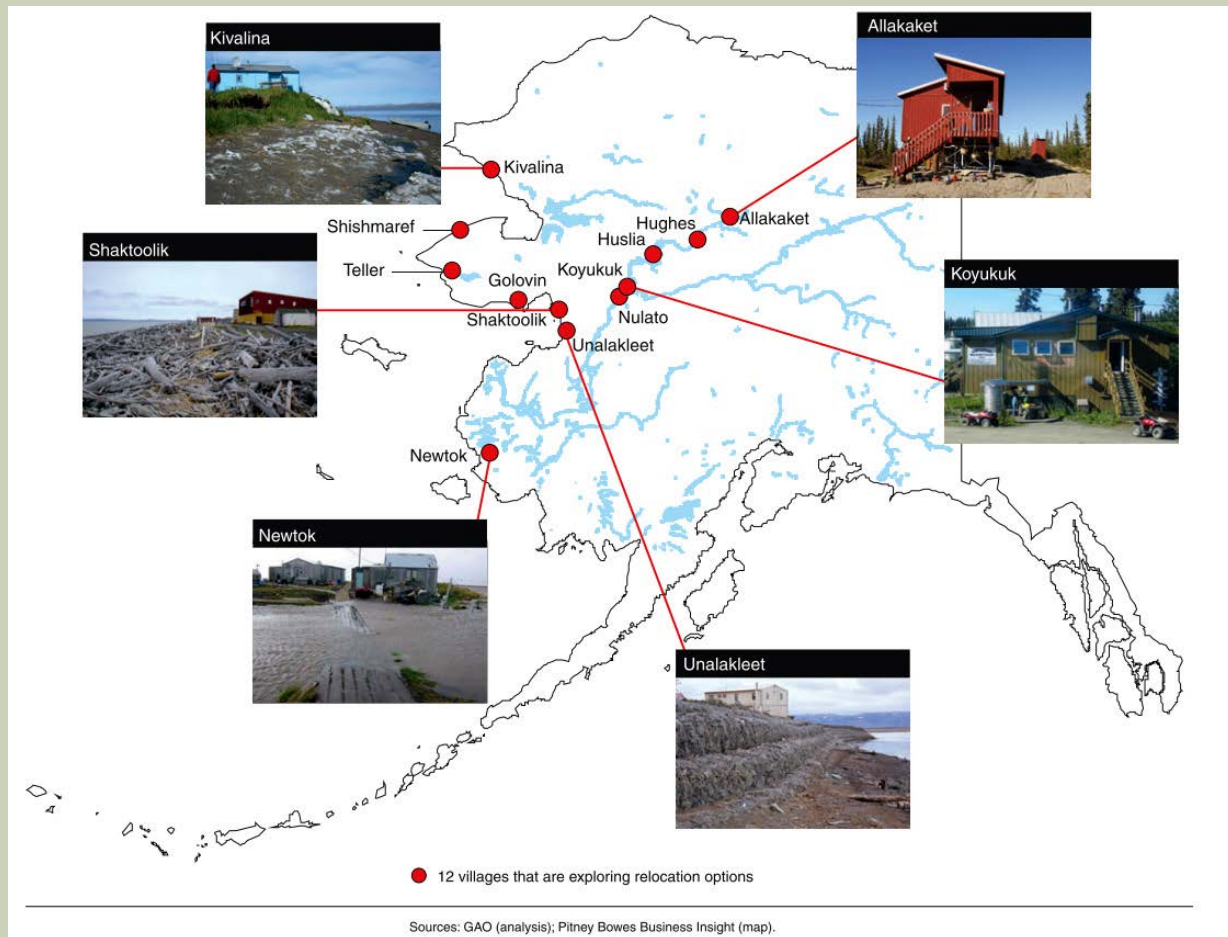 Kivalina
Allakaket
Kivalina
Shishmaref
Hughes
Allakaket
Huslia
Shaktoolik
Teller
Koyukuk
Golovin
Koyukuk
Shaktoolik
Nulato
Unalakleet
Newtok
Newtok
Unalakleet
12 villages that are exploring relocation options
Sources: GAO (analysis); Pitney Bowes Business Insight (map).